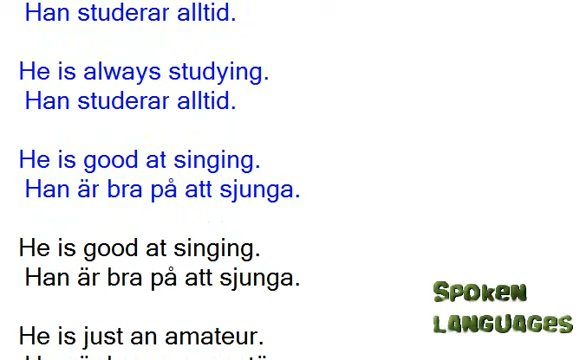 Han studerar alltid.
He is always studying.
Han studerar alltid.
He is good at singing.
Han är bra på att sjunga.
He is good at singing.
Han är bra på att sjunga.
He is just an amateur.
Spoken
Languages